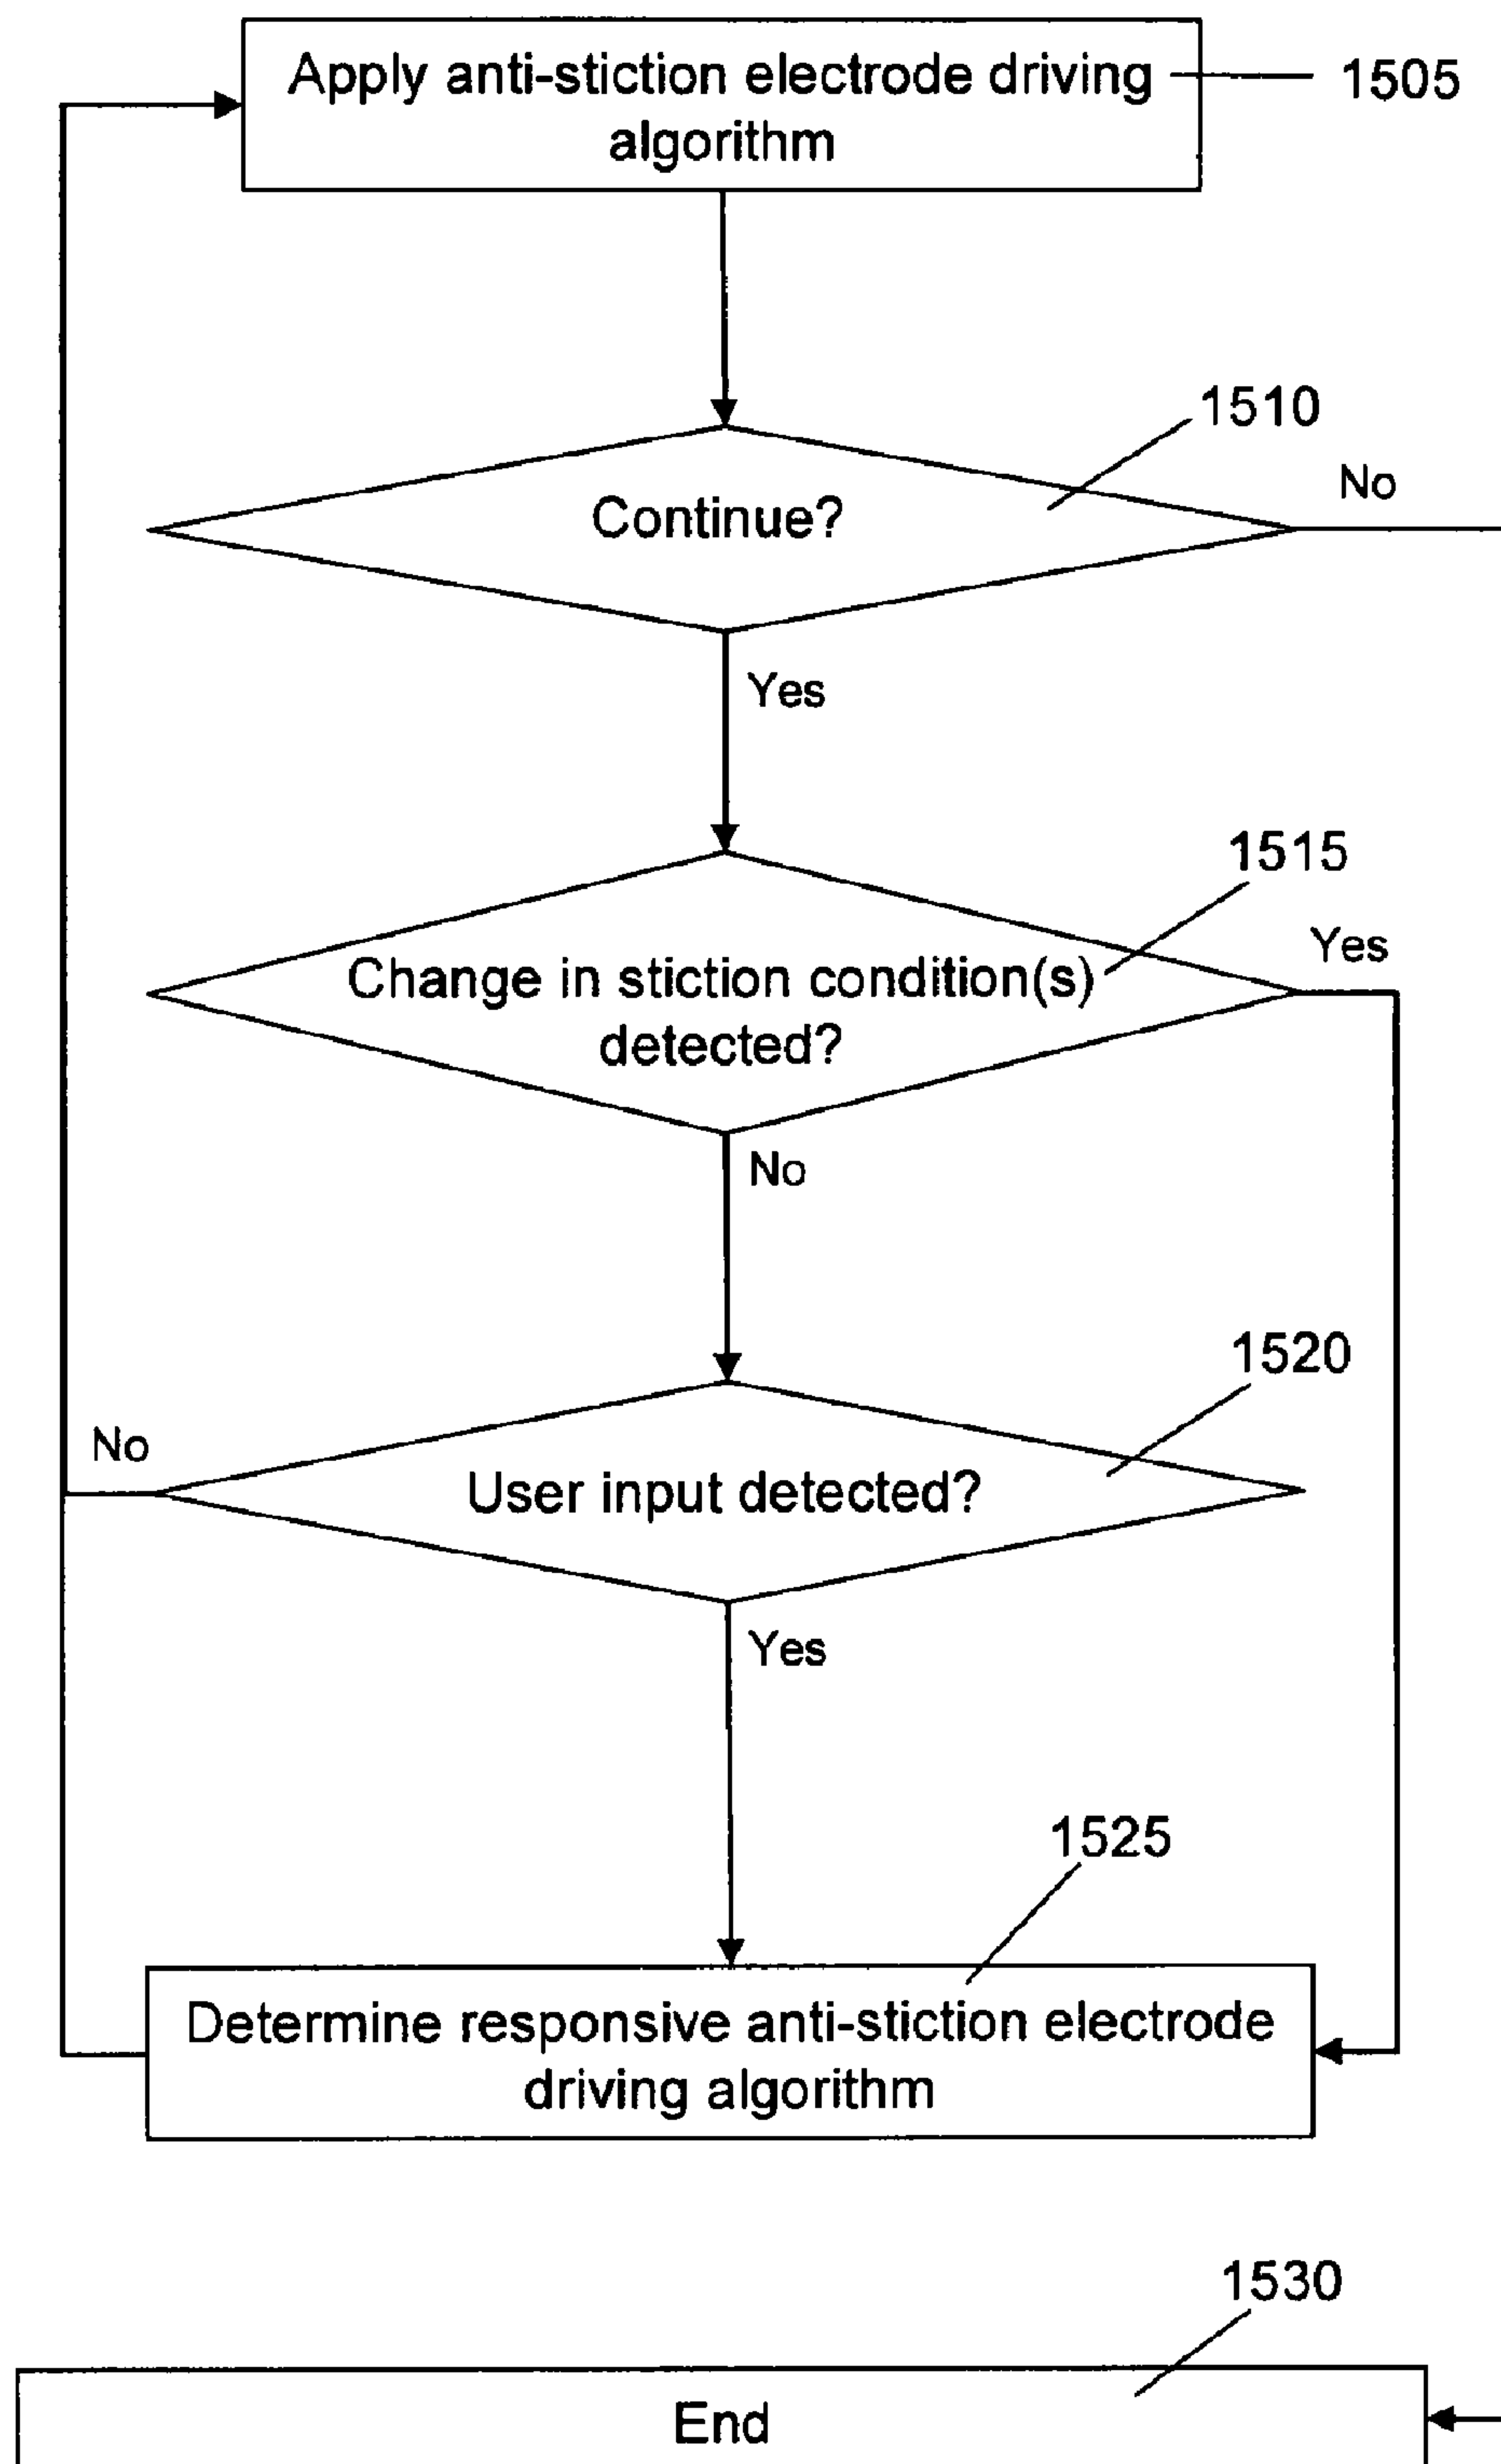 Apply anti-stiction electrode driving
algorithm
1505
1510
Continue?
No
Yes
1515
Change in stiction condition(s)
detected?
Yes
No
1520
User input detected?
No
Yes
1525
Determine responsive anti-stiction electrode
driving algorithm
1530
End